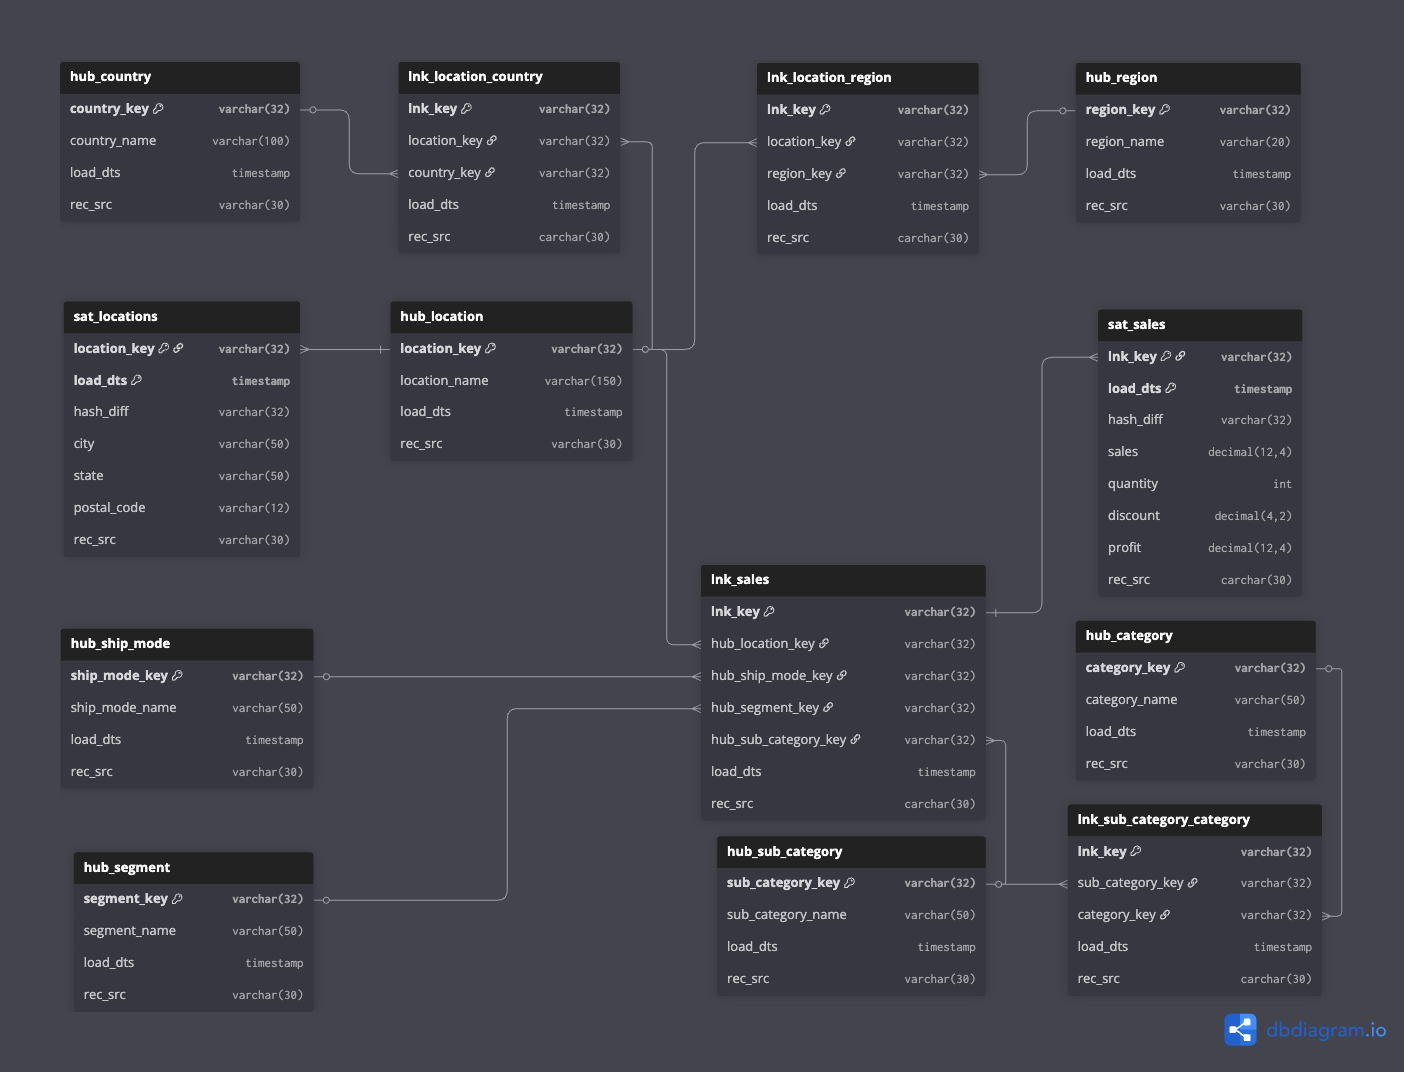 hub_country
country_key varchar(32)
country_name varchar(100)
load_dts timestamp
rec_src varchar(30)
lnk_location_country
lnk_key varchar(32)
location_key varchar(32)
country_key varchar(32)
load_dts timestamp
rec_src carchar(30)
lnk_location_region
lnk_key varchar(32)
location_key varchar(32)
region_key varchar(32)
load_dts timestamp
rec_src carchar(30)
hub_region
region_key varchar(32)
region_name varchar(20)
load_dts timestamp
rec_src varchar(30)
sat_locations
location_key varchar(32)
load_dts timestamp
hash_diff varchar(32)
city varchar(50)
state varchar(50)
postal_code varchar(12)
rec_src varchar(30)
hub_location
location_key varchar(32)
location_name varchar(150)
load_dts timestamp
rec_src varchar(30)
sat_sales
lnk_key varchar(32)
load_dts timestamp
hash_diff varchar(32)
sales decimal(12,4)
quantity int
discount decimal(4,2)
profit decimal(12,4)
rec_src carchar(30)
lnk_sales
lnk_key varchar(32)
hub_location_key varchar(32)
hub_ship_mode_key varchar(32)
hub_segment_key varchar(32)
hub_sub_category_key varchar(32)
load_dts timestamp
rec_src carchar(30)
hub_ship_mode
ship_mode_key varchar(32)
ship_mode_name varchar(50)
load_dts timestamp
rec_src varchar(30)
hub_category
category_key varchar(32)
category_name varchar(50)
load_dts timestamp
rec_src varchar(30)
hub_segment
segment_key varchar(32)
segment_name varchar(50)
load_dts timestamp
rec_src varchar(30)
hub_sub_category
sub_category_key varchar(32)
sub_category_name varchar(50)
load_dts timestamp
rec_src varchar(30)
lnk_sub_category_category
lnk_key varchar(32)
sub_category_key varchar(32)
category_key varchar(32)
load_dts timestamp
rec_src carchar(30)
dbdiagram.io